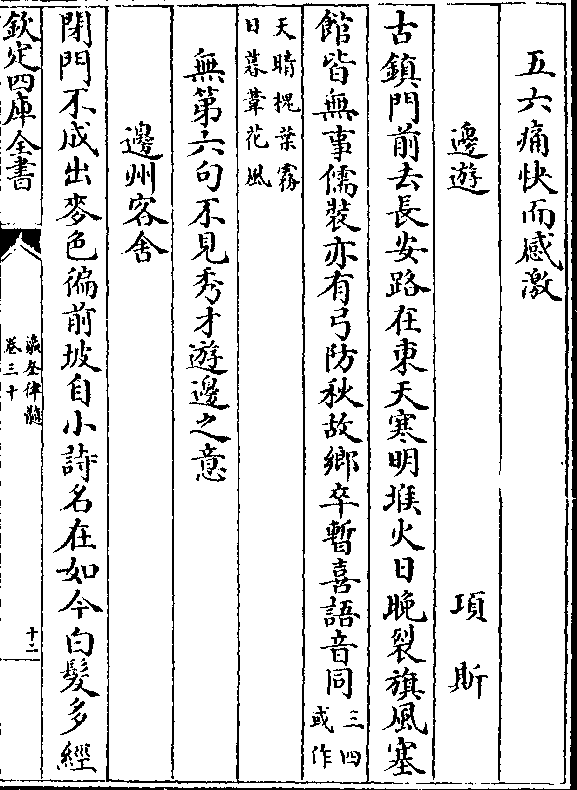 五六痛快而感激
邊遊 項斯
古鎮門前去長安路在東天寒明堠火日晚裂旗風塞
館皆無事儒裝亦有弓防秋故鄉卒暫喜語音同三四或作
天晴槐葉霧日暮葦花風
無第六句不見秀才遊邊之意
邊州客舍
閉門不成出麥色徧前坡自小詩名在如今白髮多經
欽定四庫全書
瀛奎律髓
卷三十
十二